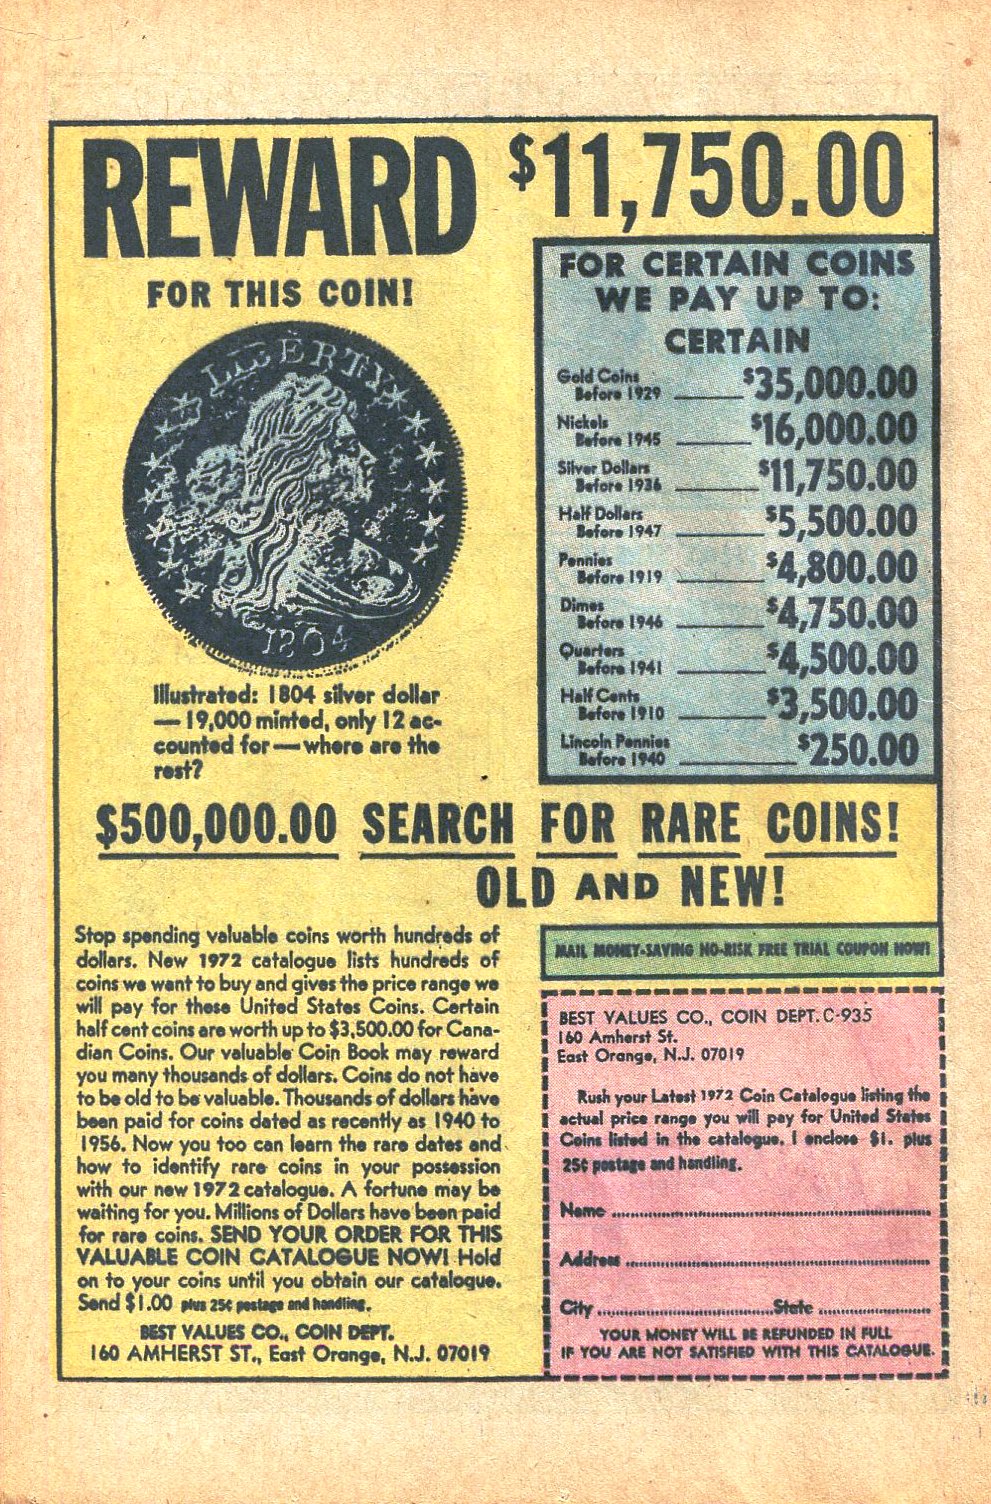 REWARD $11,750.00
FOR THIS COIN!
LIBERTY
1804
Illustrated: 1804 silver dollar
— 19,000 minted, only 12 ac-
counted for — where are the
rest?
FOR CERTAIN COINS
WE PAY UP TO:
CERTAIN
Gold Coins
Before 1929 $35,000.00
Nickels
Before 1945 $16,000.00
Silver Dollars
Before 1936 $11,750.00
Half Dollars
Before 1947 $5,500.00
Pennies
Before 1919 $4,800.00
Dimes
Before 1946 $4,750.00
Quarters
Before 1941 $4,500.00
Half Cents
Before 1910 $3,500.00
Lincoln Pennies
Before 1940 $250.00
$500,000.00 SEARCH FOR RARE COINS!
OLD AND NEW!
Stop spending valuable coins worth hundreds of
dollars. New 1972 catalogue lists hundreds of
coins we want to buy and gives the price range we
will pay for these United States Coins. Certain
half cent coins are worth up to $3,500.00 for Cana-
dian Coins. Our valuable Coin Book may reward
you many thousands of dollars. Coins do not have
to be old to be valuable. Thousands of dollars have
been paid for coins dated as recently as 1940 to
1956. Now you too can learn the rare dates and
how to identify rare coins in your possession
with our new 1972 catalogue. A fortune may be
waiting for you. Millions of Dollars have been paid
for rare coins. SEND YOUR ORDER FOR THIS
VALUABLE COIN CATALOGUE NOW! Hold
on to your coins until you obtain our catalogue.
Send $1.00 plus 25¢ postage and handling.
BEST VALUES CO., COIN DEPT.
160 AMHERST ST., East Orange, N.J. 07019
MAIL MONEY-SAVING NO-RISK FREE TRIAL COUPON NOW!
BEST VALUES CO., COIN DEPT. C-935
160 Amherst St.
East Orange, N.J. 07019
Rush your Latest 1972 Coin Catalogue listing the
actual price range you will pay for United States
Coins listed in the catalogue. I enclose $1. plus
25¢ postage and handling.
Name
Address
City State
YOUR MONEY WILL BE REFUNDED IN FULL
IF YOU ARE NOT SATISFIED WITH THIS CATALOGUE.